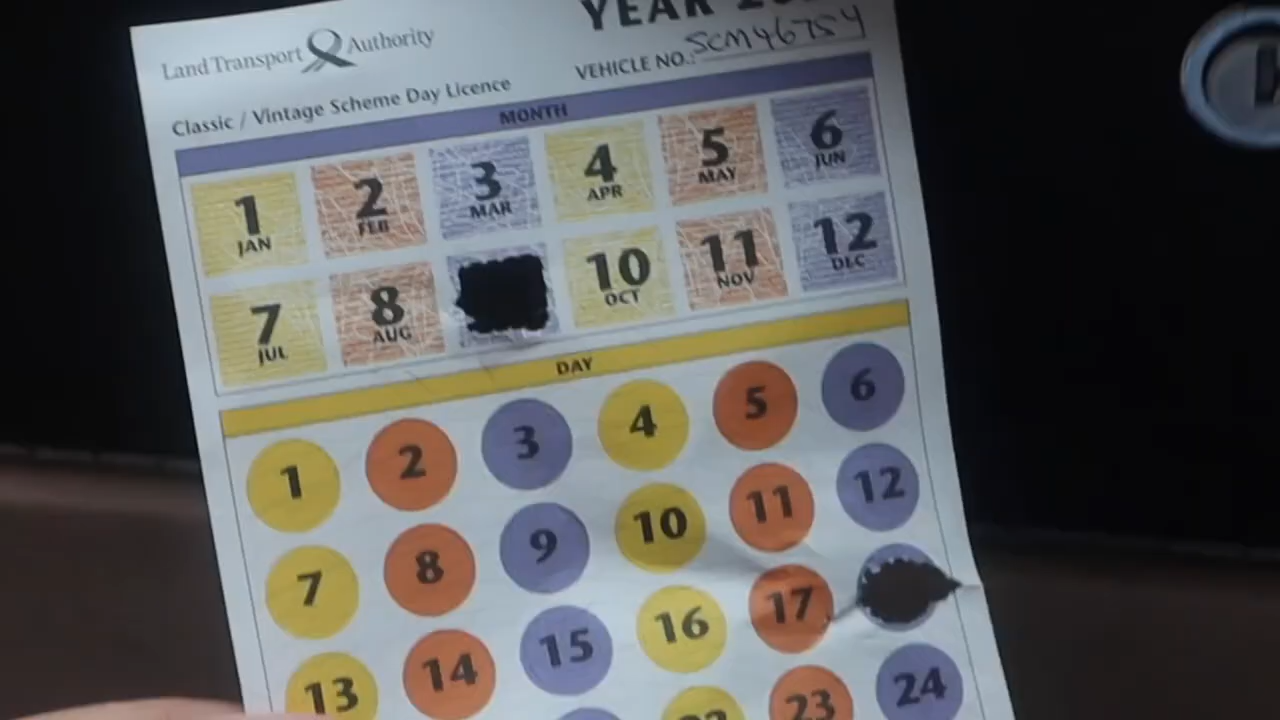 Land Transport Authority
YEAR
VEHICLE NO.: SCM4675Y
Classic / Vintage Scheme Day Licence
MONTH
1 2 3 4 5 6
JAN FEB MAR APR MAY JUN
7 8 10 11 12
JUL AUG OCT NOV DEC
DAY
1 2 3 4 5 6
7 8 9 10 11 12
13 14 15 16 17
23 24